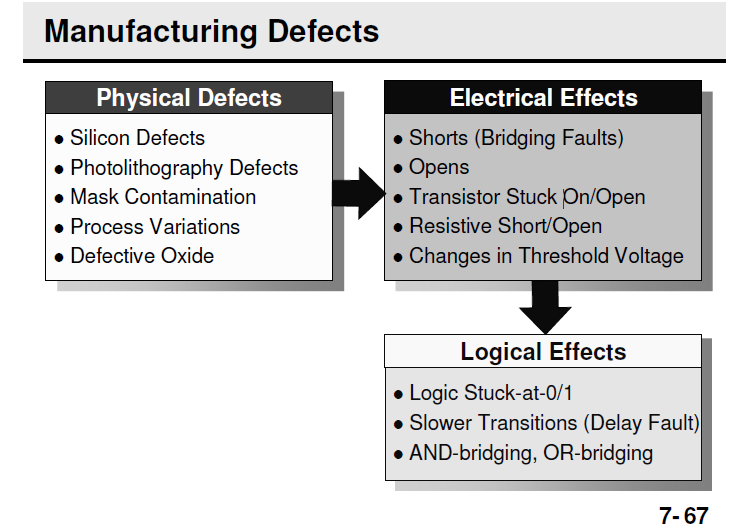 Manufacturing Defects
Physical Defects
● Silicon Defects
● Photolithography Defects
● Mask Contamination
● Process Variations
● Defective Oxide
Electrical Effects
● Shorts (Bridging Faults)
● Opens
● Transistor Stuck On/Open
● Resistive Short/Open
● Changes in Threshold Voltage
Logical Effects
● Logic Stuck-at-0/1
● Slower Transitions (Delay Fault)
● AND-bridging, OR-bridging
7- 67